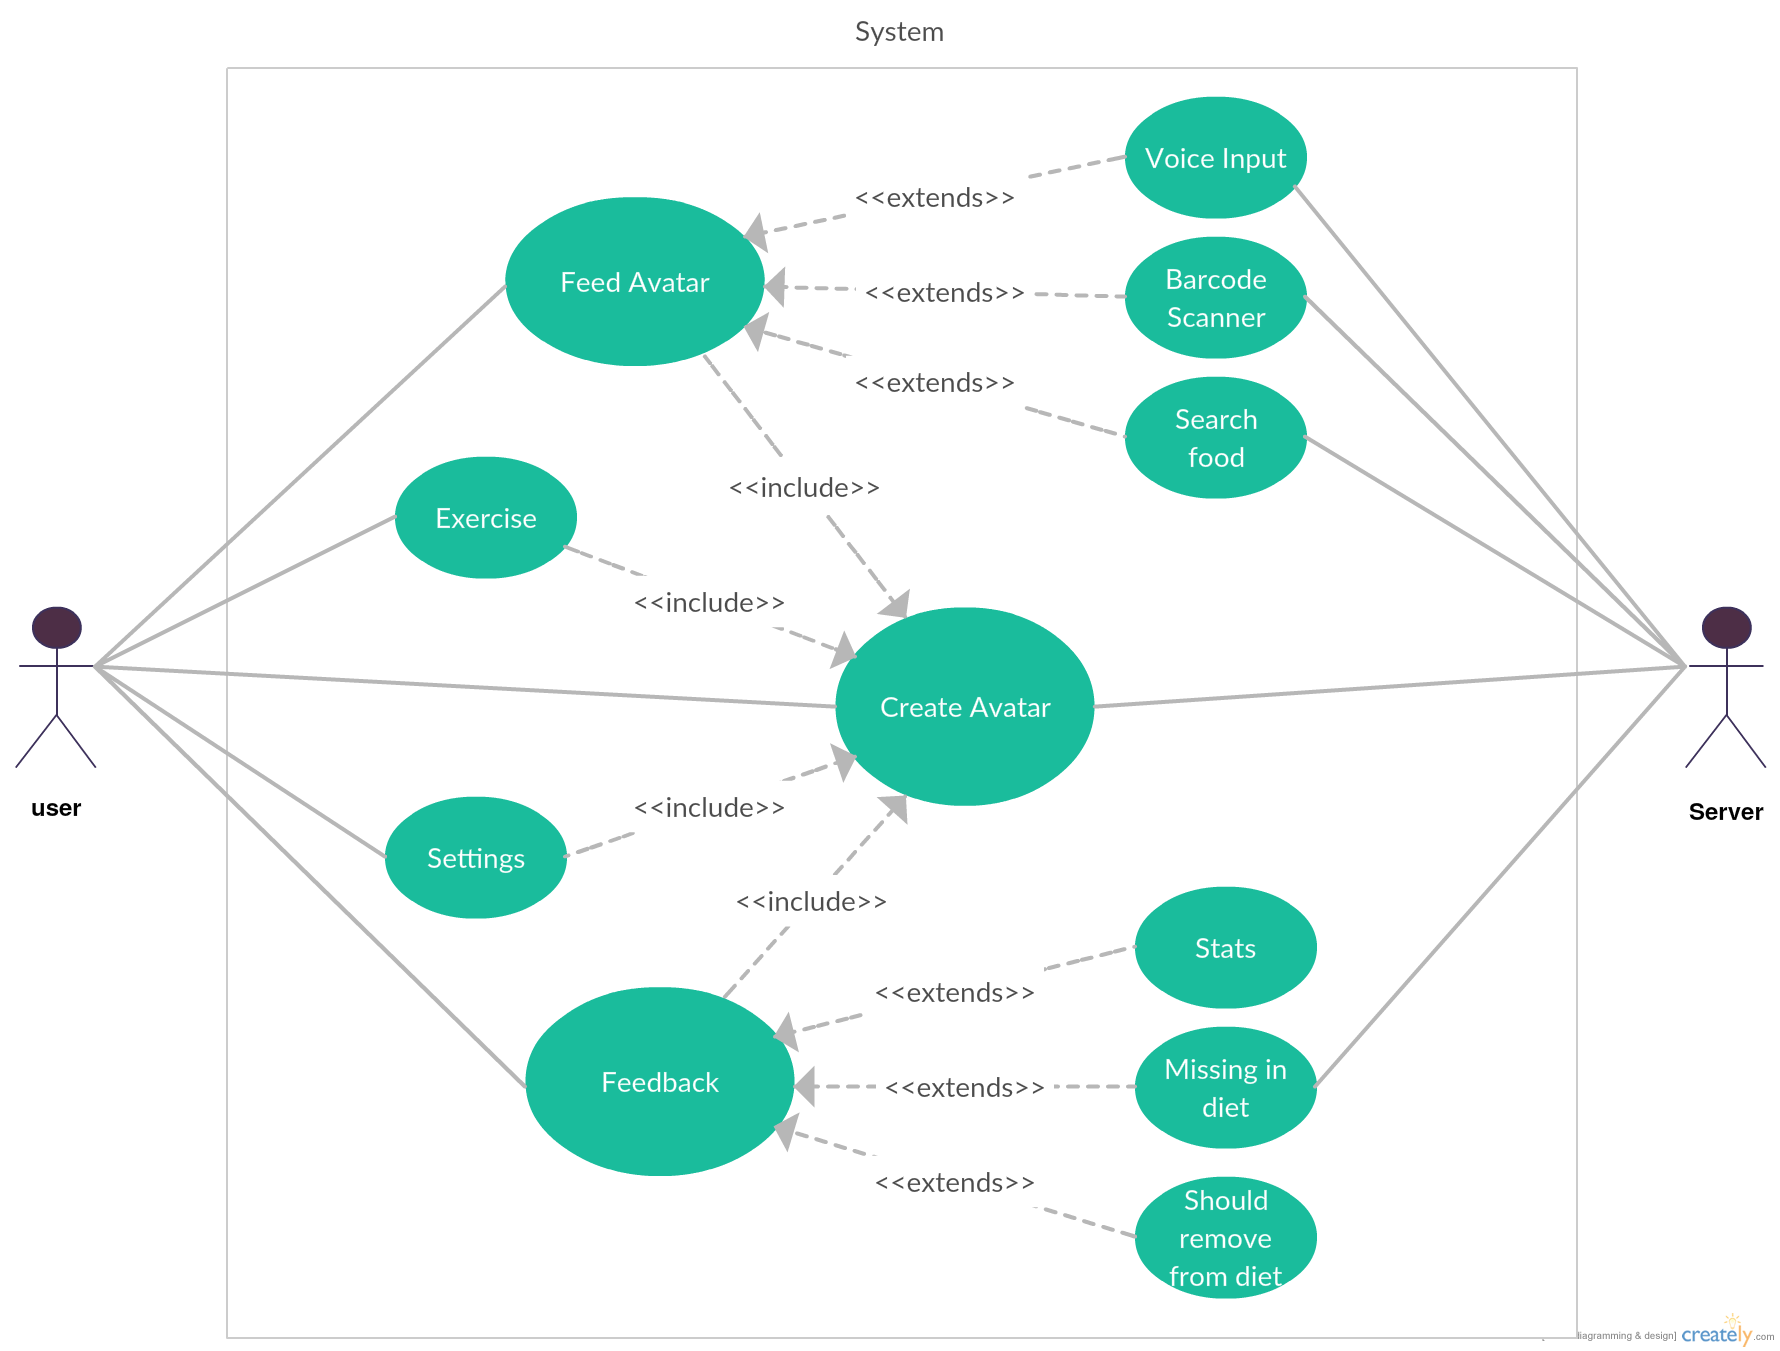 System
Voice Input
<<extends>>
Feed Avatar
Barcode
Scanner
<<extends>>
<<extends>>
Search
food
<<include>>
Exercise
<<include>>
Create Avatar
user
Server
<<include>>
Settings
<<include>>
Stats
<<extends>>
Feedback
Missing in
diet
<<extends>>
<<extends>>
Should
remove
from diet
iagramming & design]
creately.com